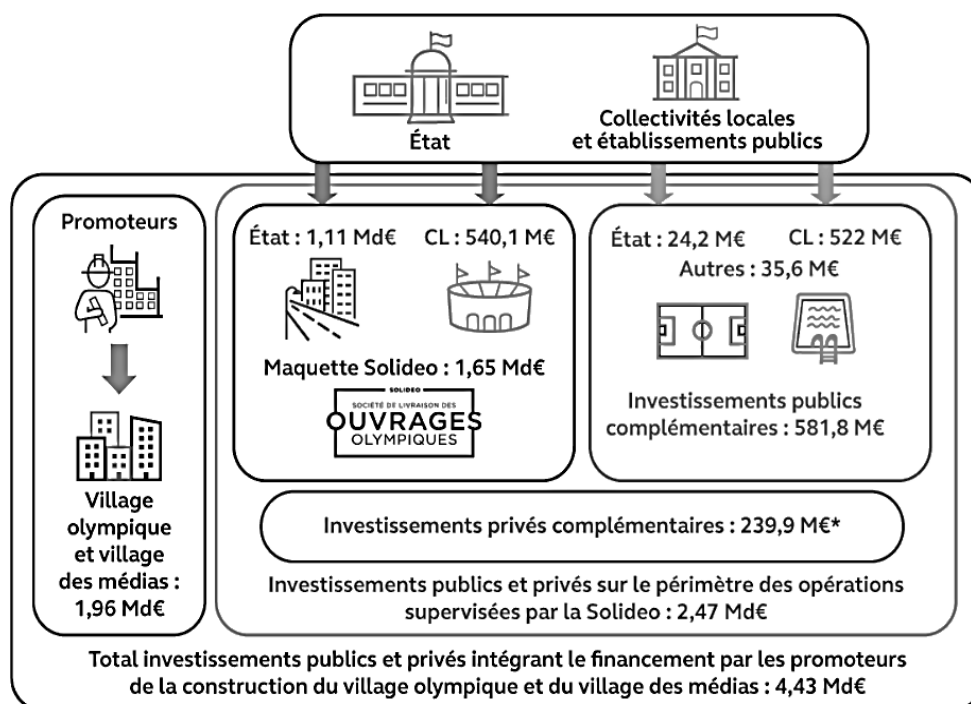 État
Collectivités locales
et établissements publics
Promoteurs
Village
olympique
et village
des médias :
1,96 Md€
État : 1,11 Md€
CL : 540,1 M€
Maquette Solideo : 1,65 Md€
SOLIDEO
SOCIÉTÉ DE LIVRAISON DES
OUVRAGES
OLYMPIQUES
État : 24,2 M€
CL : 522 M€
Autres : 35,6 M€
Investissements publics
complémentaires : 581,8 M€
Investissements privés complémentaires : 239,9 M€*
Investissements publics et privés sur le périmètre des opérations
supervisées par la Solideo : 2,47 Md€
Total investissements publics et privés intégrant le financement par les promoteurs
de la construction du village olympique et du village des médias : 4,43 Md€